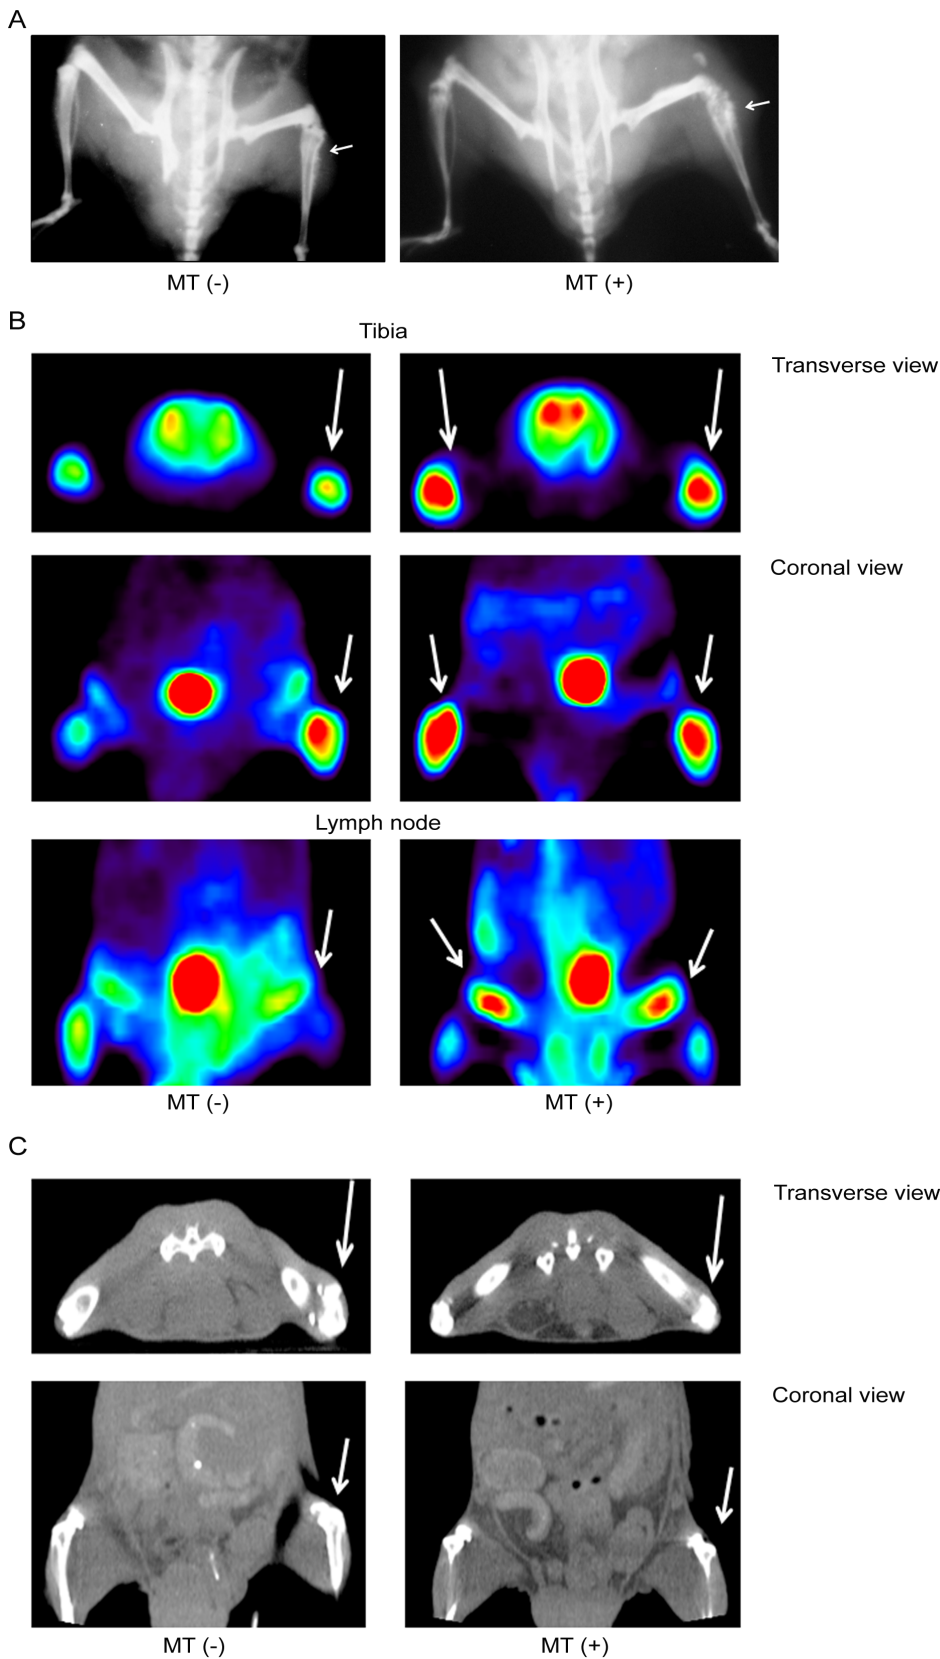 A
MT (-)
MT (+)
B
Tibia
Transverse view
Coronal view
Lymph node
MT (-)
MT (+)
C
Transverse view
Coronal view
MT (-)
MT (+)